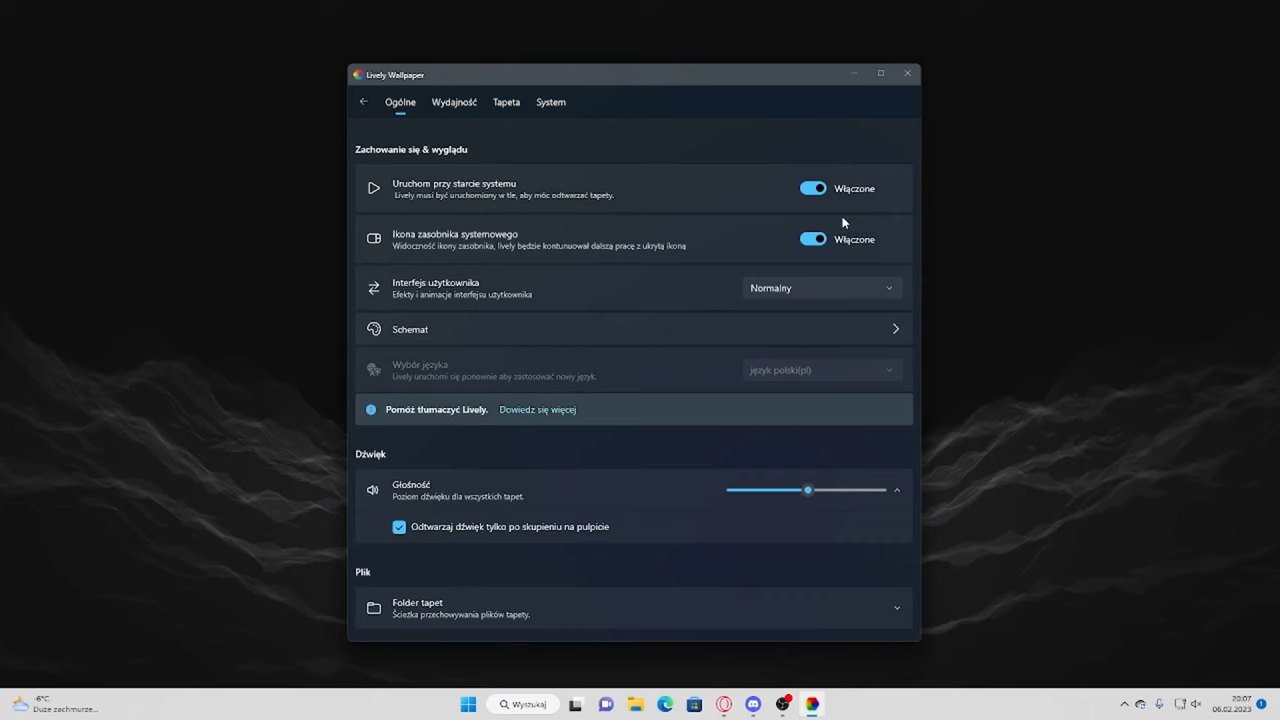 Lively Wallpaper
Ogólne Wydajność Tapeta System
Zachowanie się & wyglądu
Uruchom przy starcie systemu
Lively musi być uruchomiony w tle, aby móc odtwarzać tapety.
Włączone
Ikona zasobnika systemowego
Widoczność ikony zasobnika, lively będzie kontunuował dalszą pracę z ukrytą ikoną
Włączone
Interfejs użytkownika
Efekty i animacje interfejsu użytkownika
Normalny
Schemat
Wybór języka
Lively uruchomi się ponownie aby zastosować nowy język.
język polski(pl)
Pomóż tłumaczyć Lively. Dowiedz się więcej
Dźwięk
Głośność
Poziom dźwięku dla wszystkich tapet.
Odtwarzaj dźwięk tylko po skupieniu na pulpicie
Plik
Folder tapet
Ścieżka przechowywania plików tapety.
-6°C
Duże zachmurze...
Wyszukaj
20:07
06.02.2023
1